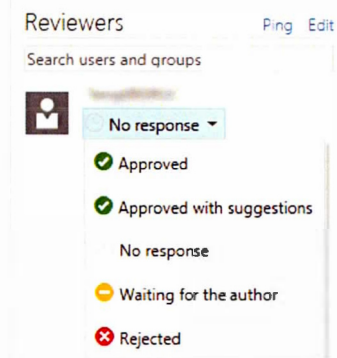 Reviewers Ping Edit
Search users and groups
No response
Approved
Approved with suggestions
No response
Waiting for the author
Rejected